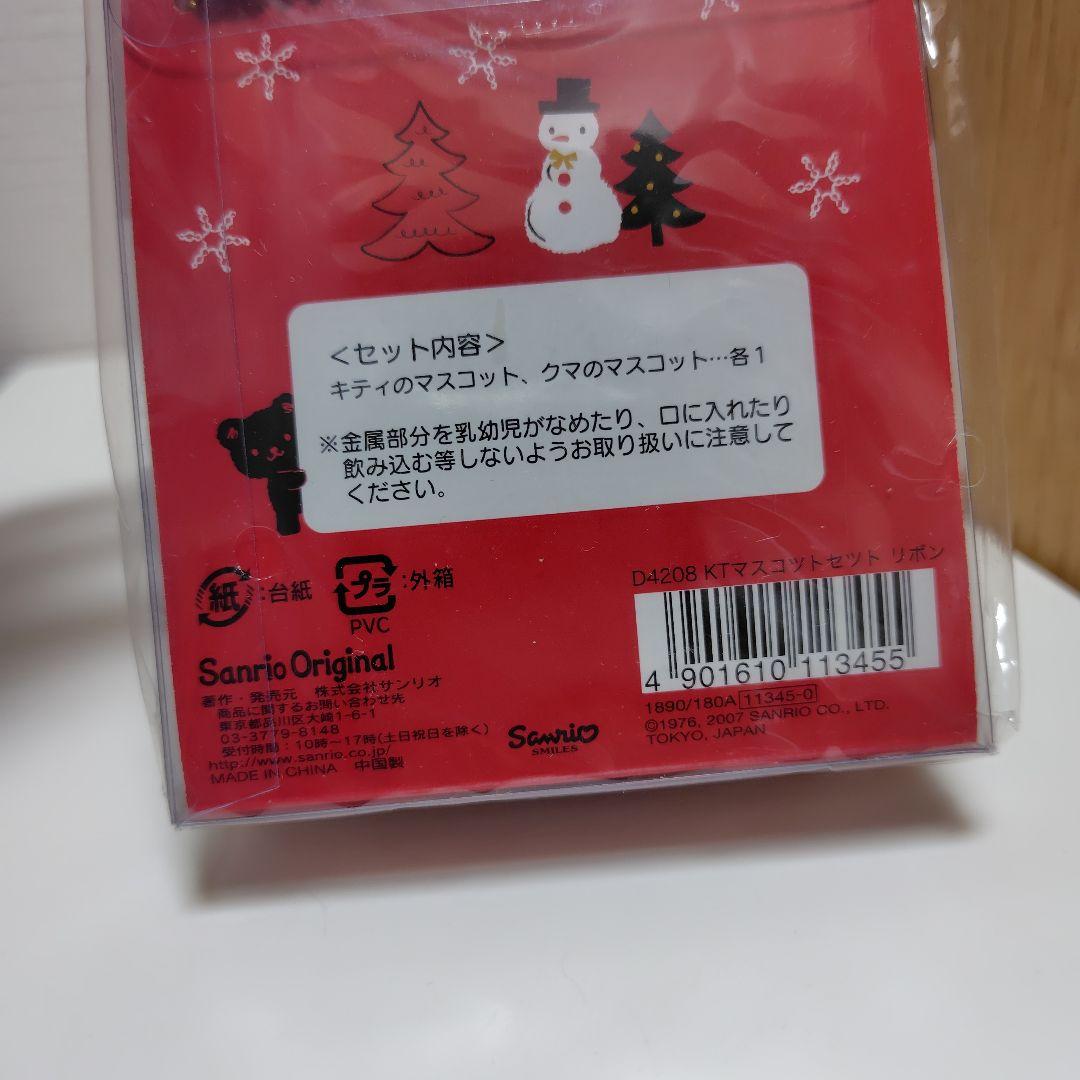 <セット内容>
キティのマスコット、クマのマスコット…各1
※金属部分を乳幼児がなめたり、口に入れたり
飲み込む等しないようお取り扱いに注意して
ください。
紙:台紙
プラ:外箱
PVC
D4208 KTマスコットセット リボン
4 901610 113455
1890/180A 11345-0
©1976, 2007 SANRIO CO., LTD.
TOKYO, JAPAN
Sanrio Original
著作・発売元 株式会社サンリオ
商品に関するお問い合わせ先
東京都品川区大崎1-6-1
03-3779-8148
受付時間:10時〜17時(土日祝日を除く)
http://www.sanrio.co.jp/
MADE IN CHINA 中国製
Sanrio
SMILES